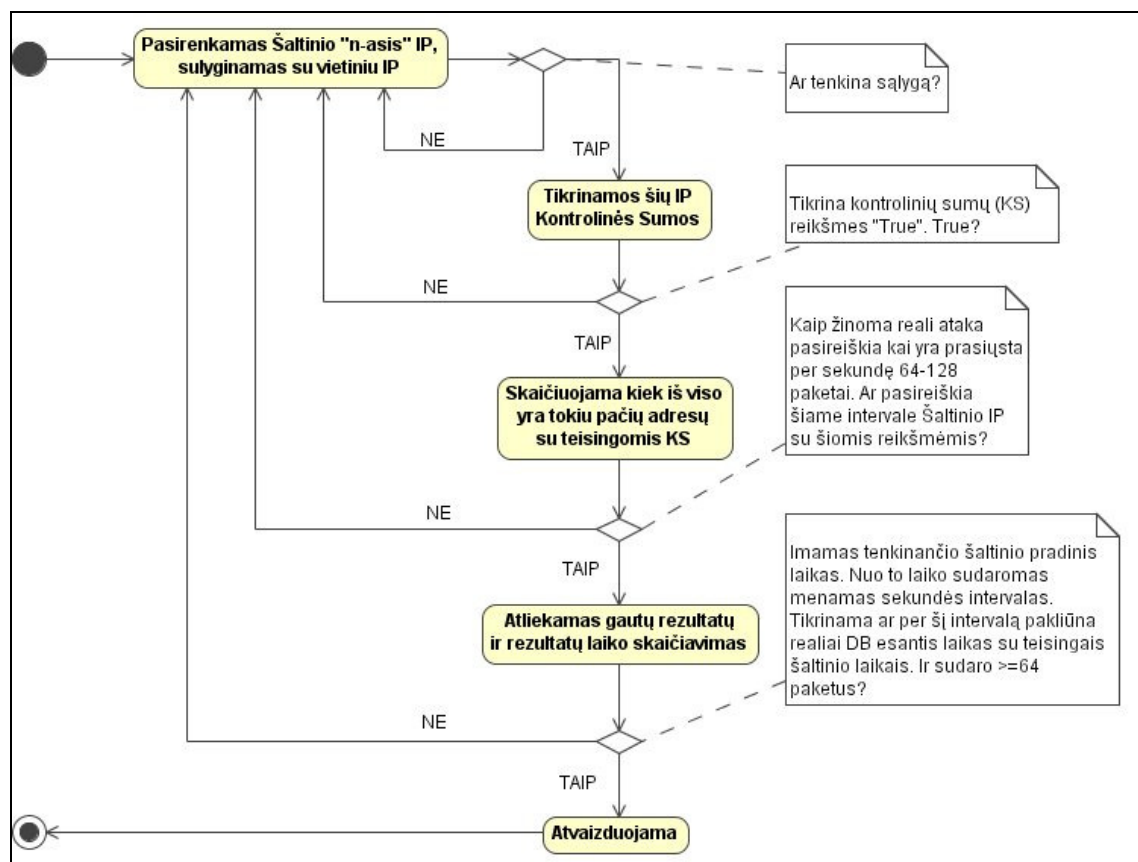 Pasirenkamas Šaltinio "n-asis" IP,
sulyginamas su vietiniu IP
Ar tenkina sąlygą?
NE
TAIP
Tikrinamos šių IP
Kontrolinės Sumos
Tikrina kontrolinių sumų (KS)
reikšmes "True". True?
NE
TAIP
Skaičiuojama kiek iš viso
yra tokiu pačių adresų
su teisingomis KS
Kaip žinoma reali ataka
pasireiškia kai yra prasiųsta
per sekundę 64-128
paketai. Ar pasireiškia
šiame intervale Šaltinio IP
su šiomis reikšmėmis?
NE
TAIP
Atliekamas gautų rezultatų
ir rezultatų laiko skaičiavimas
Imamas tenkinančio šaltinio pradinis
laikas. Nuo to laiko sudaromas
menamas sekundės intervalas.
Tikrinama ar per šį intervalą pakliūna
realiai DB esantis laikas su teisingais
šaltinio laikais. Ir sudaro >=64
paketus?
NE
TAIP
Atvaizduojama